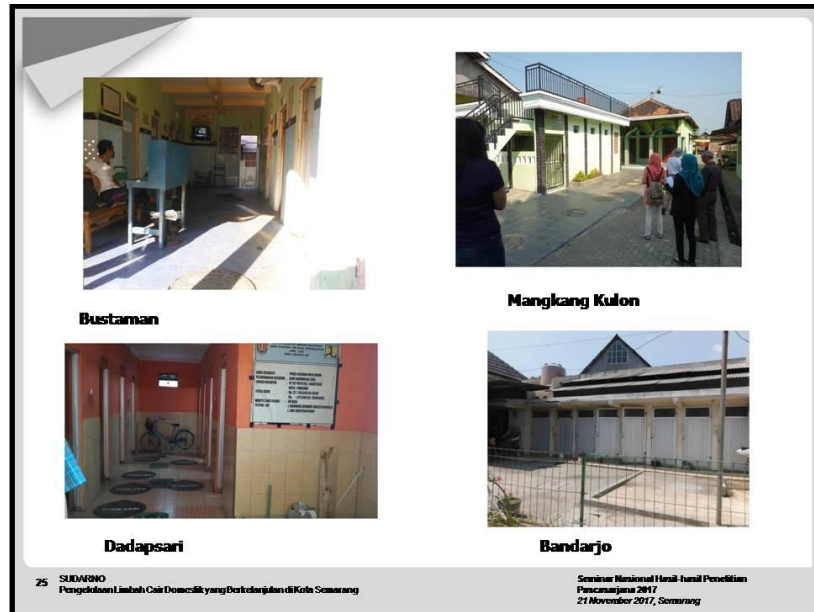 Bustaman
Mangkang Kulon
Dadapsari
Bandarjo
25
SUDARNO
Pengelolaan Limbah Cair Domestik yang Berkelanjutan di Kota Semarang
Seminar Nasional Hasil-hasil Penelitian
Pascasarjana 2017
21 November 2017, Semarang